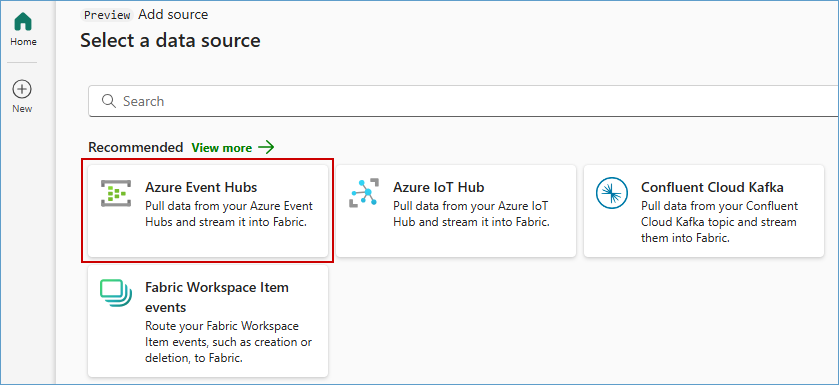 Preview Add source
Home
Select a data source
New
Search
Recommended View more
Azure Event Hubs
Pull data from your Azure Event
Hubs and stream it into Fabric.
Azure IoT Hub
Pull data from your Azure IoT
Hub and stream it into Fabric.
Confluent Cloud Kafka
Pull data from your Confluent
Cloud Kafka topic and stream
them into Fabric.
Fabric Workspace Item
events
Route your Fabric Workspace
Item events, such as creation or
deletion, to Fabric.